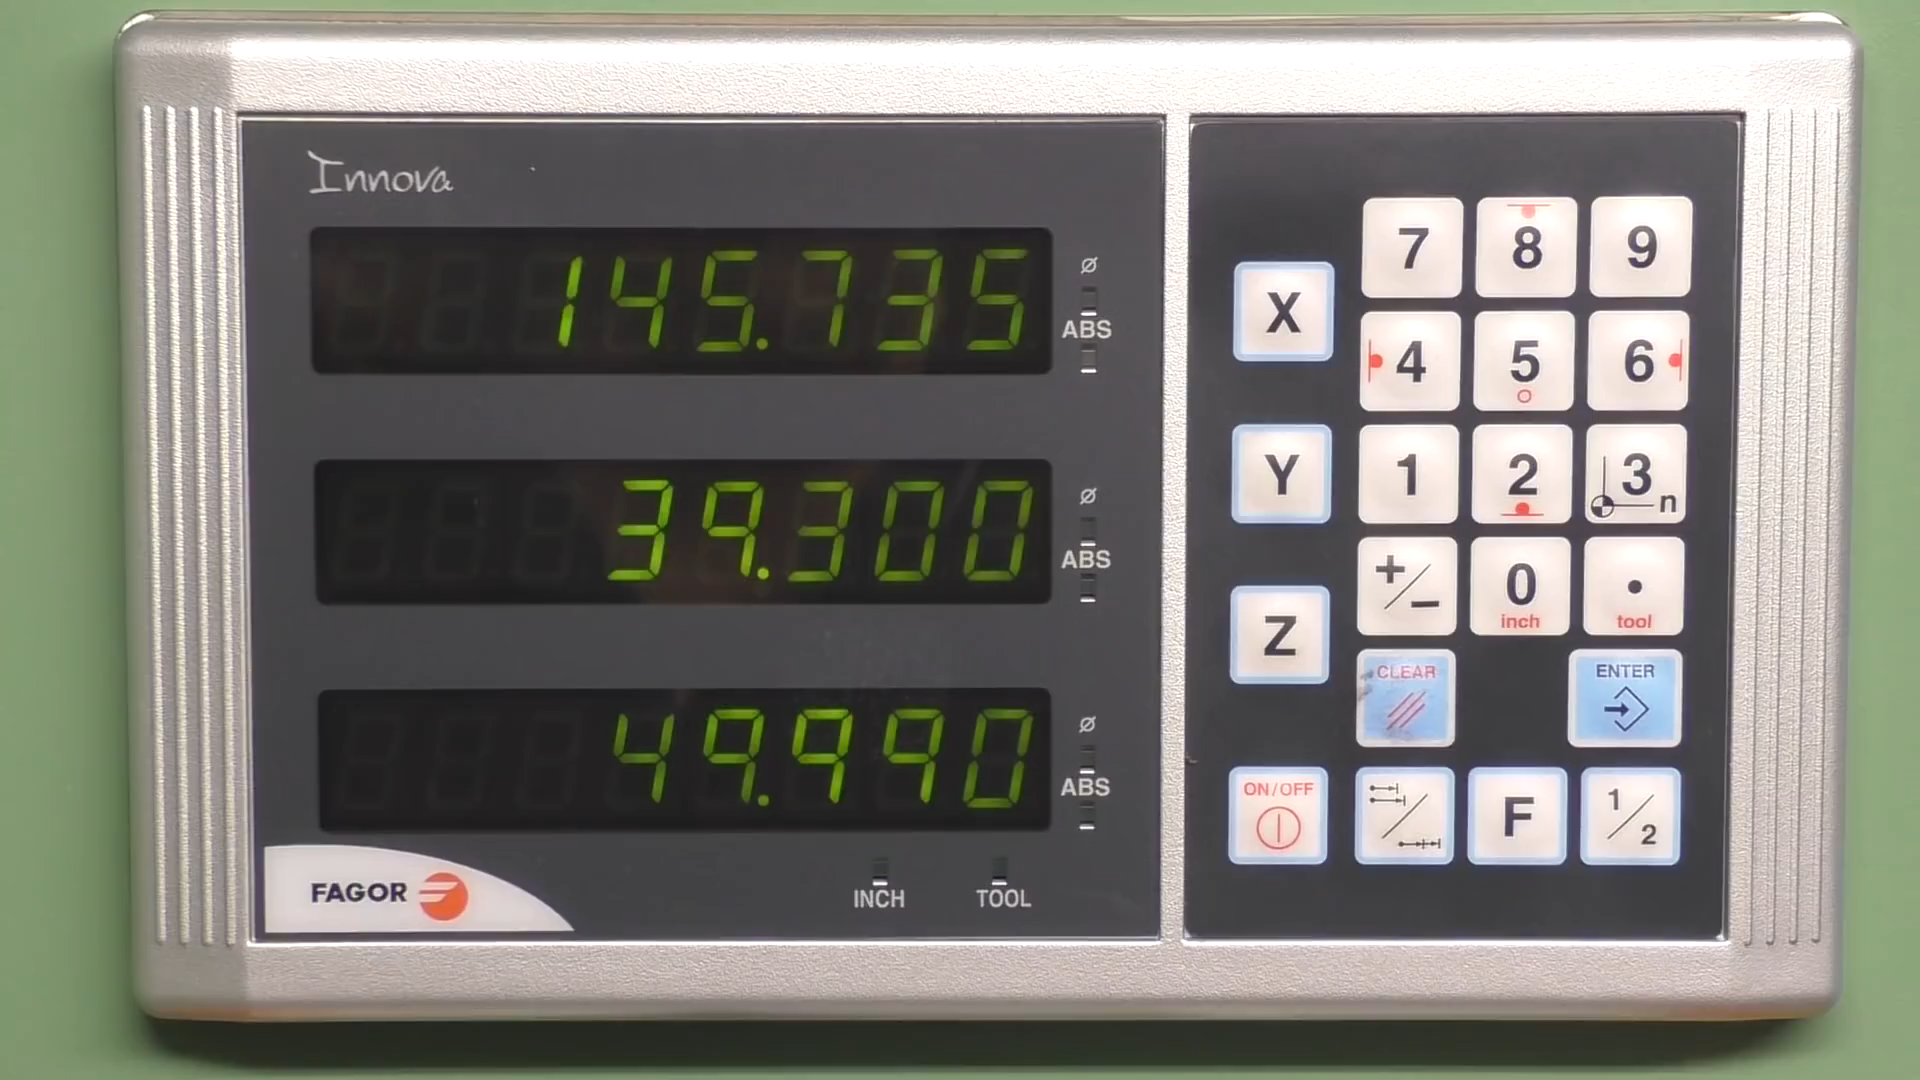 Innova
145.735
Ø
ABS
39.300
Ø
ABS
49.990
Ø
ABS
FAGOR
INCH
TOOL
X
Y
Z
7
8
9
4
5
6
1
2
3
n
+/-
0
inch
.
tool
CLEAR
ENTER
ON/OFF
F
1/2